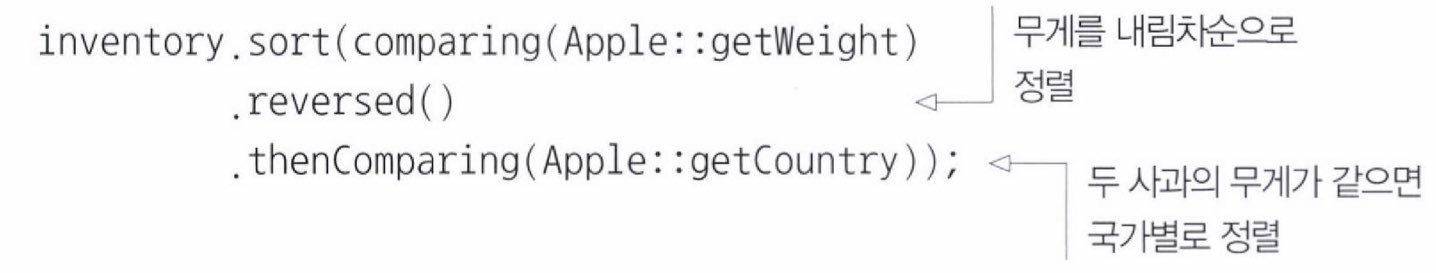 inventory.sort(comparing(Apple::getWeight)
.reversed()
.thenComparing(Apple::getCountry));
무게를 내림차순으로
정렬
두 사과의 무게가 같으면
국가별로 정렬